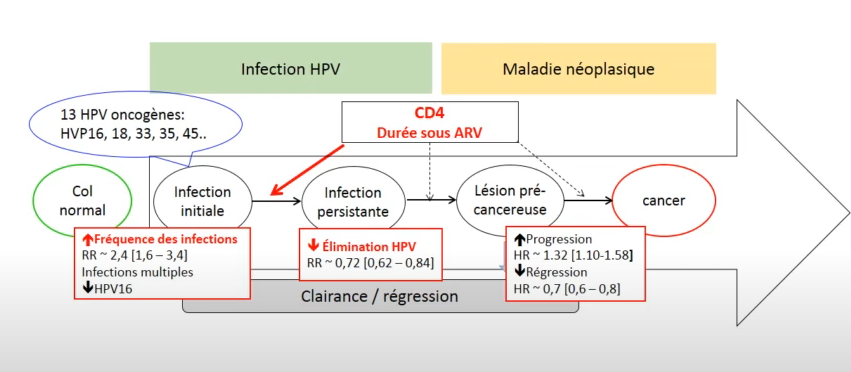 Infection HPV
Maladie néoplasique
13 HPV oncogènes:
HVP16, 18, 33, 35, 45..
CD4
Durée sous ARV
Col
normal
Infection
initiale
Infection
persistante
Lésion pré-
cancereuse
cancer
Fréquence des infections
RR ~ 2,4 [1,6 – 3,4]
Infections multiples
HPV16
Élimination HPV
RR ~ 0,72 [0,62 – 0,84]
Progression
HR ~ 1.32 [1.10-1.58]
Régression
HR ~ 0,7 [0,6 – 0,8]
Clairance / régression